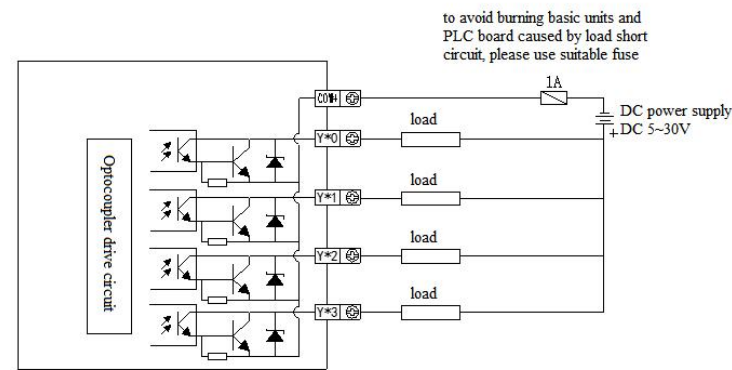 to avoid burning basic units and
PLC board caused by load short
circuit, please use suitable fuse
1A
COM*
load
DC power supply
+ DC 5~30V
Y*0
load
Y*1
load
Y*2
load
Y*3
Optocoupler drive circuit